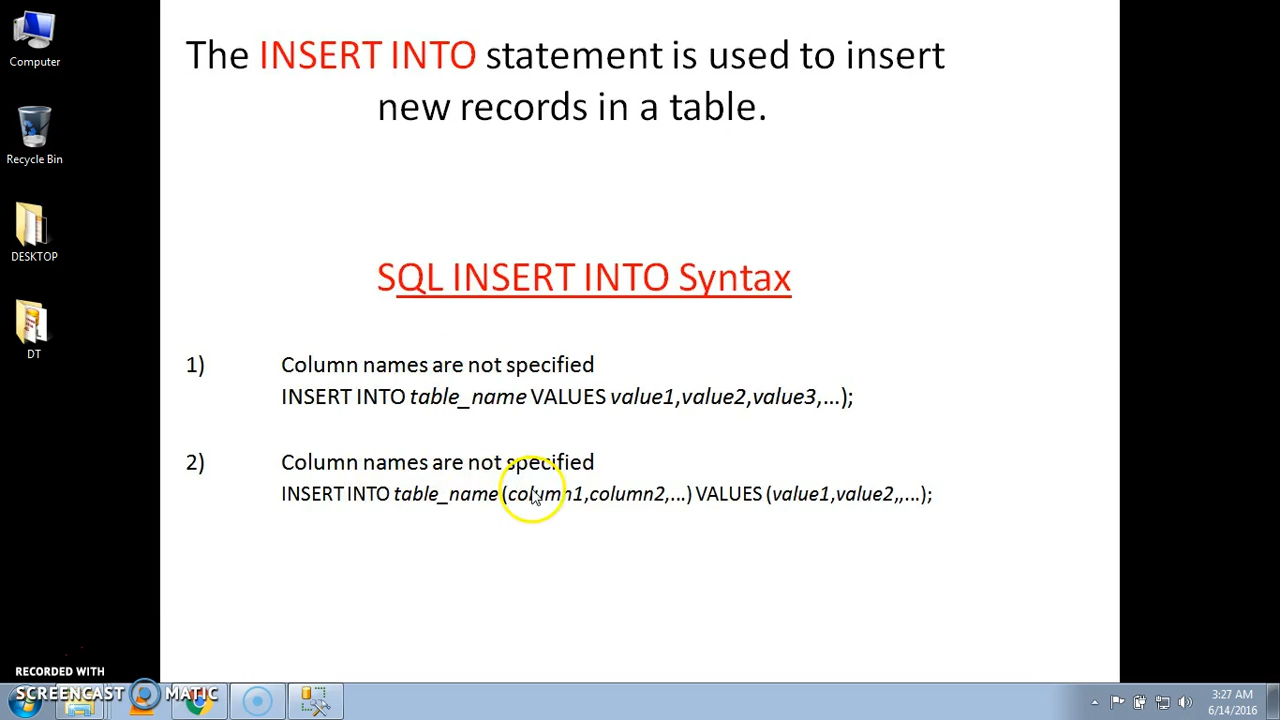 Computer
Recycle Bin
DESKTOP
DT
The INSERT INTO statement is used to insert
new records in a table.
SQL INSERT INTO Syntax
1) Column names are not specified
INSERT INTO table_name VALUES value1,value2,value3,...);
2) Column names are not specified
INSERT INTO table_name (column1,column2,...) VALUES (value1,value2,,...);
RECORDED WITH
SCREENCAST MATIC
3:27 AM
6/14/2016